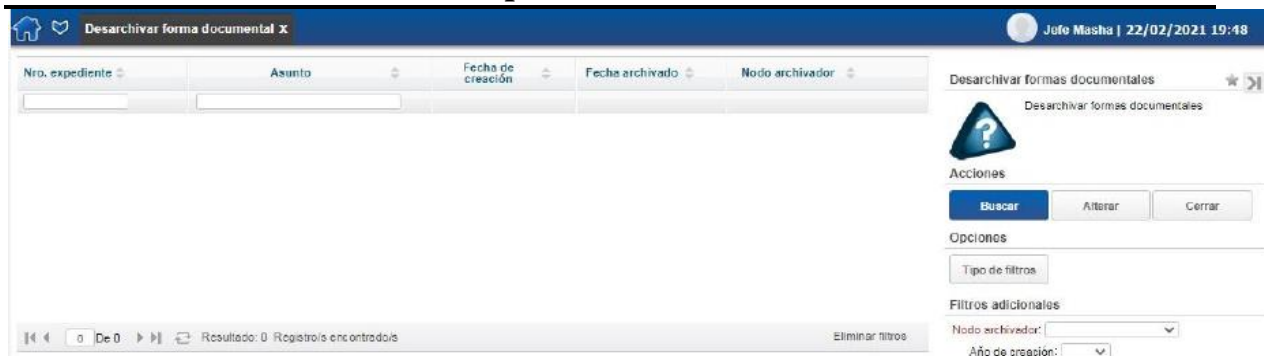 Desarchivar forma documental X
Jefe Masha | 22/02/2021 19:48
Nro. expediente
Asunto
Fecha de
creación
Fecha archivado
Nodo archivador
Desarchivar formas documentales
Desarchivar formas documentales
Acciones
Buscar Alterar Cerrar
Opciones
Tipo de filtros
Filtros adicionales
Nodo archivador:
Año de creación:
0 De 0 Resultado: 0 Registro/s encontrado/s
Eliminar filtros